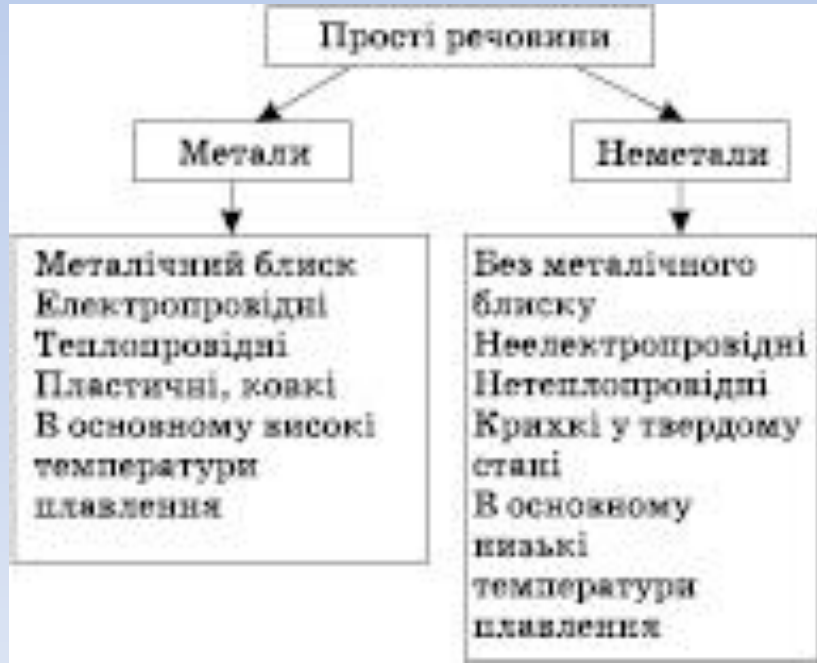 Прості речовини
Метали
Неметали
Металічний блиск
Електропровідні
Теплопровідні
Пластичні, ковкі
В основному високі
температури
плавлення
Без металічного
блиску
Неелектропровідні
Нетеплопровідні
Крихкі у твердому
стані
В основному
низькі
температури
плавлення